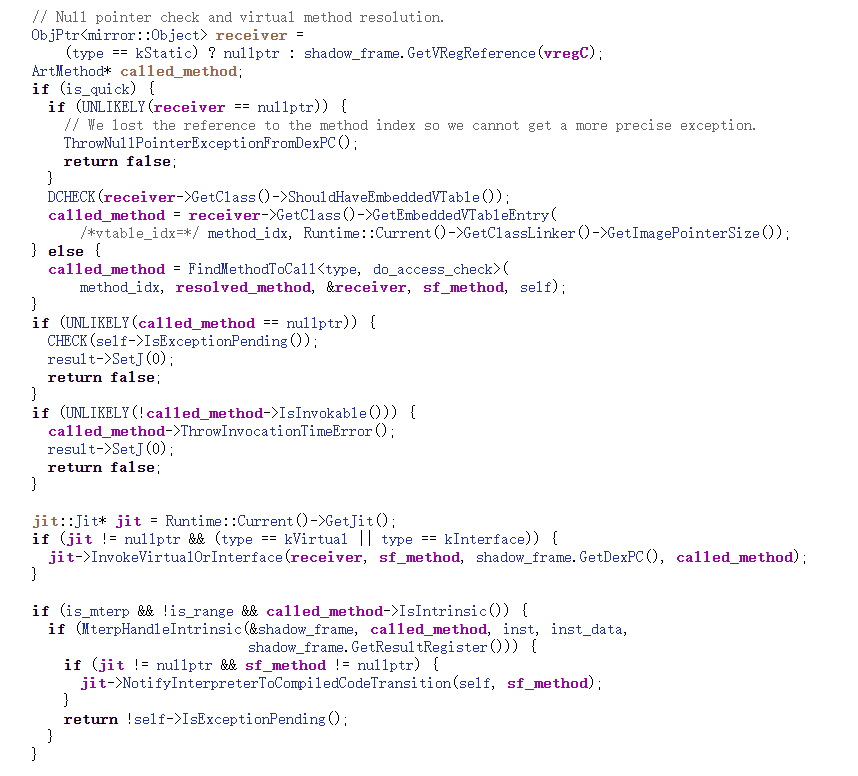 // Null pointer check and virtual method resolution.
ObjPtr<mirror::Object> receiver =
    (type == kStatic) ? nullptr : shadow_frame.GetVRegReference(vregC);
ArtMethod* called_method;
if (is_quick) {
  if (UNLIKELY(receiver == nullptr)) {
    // We lost the reference to the method index so we cannot get a more precise exception.
    ThrowNullPointerExceptionFromDexPC();
    return false;
  }
  DCHECK(receiver->GetClass()->ShouldHaveEmbeddedVTable());
  called_method = receiver->GetClass()->GetEmbeddedVTableEntry(
      /*vtable_idx=*/ method_idx, Runtime::Current()->GetClassLinker()->GetImagePointerSize());
} else {
  called_method = FindMethodToCall<type, do_access_check>(
      method_idx, resolved_method, &receiver, sf_method, self);
}
if (UNLIKELY(called_method == nullptr)) {
  CHECK(self->IsExceptionPending());
  result->SetJ(0);
  return false;
}
if (UNLIKELY(!called_method->IsInvokable())) {
  called_method->ThrowInvocationTimeError();
  result->SetJ(0);
  return false;
}

jit::Jit* jit = Runtime::Current()->GetJit();
if (jit != nullptr && (type == kVirtual || type == kInterface)) {
  jit->InvokeVirtualOrInterface(receiver, sf_method, shadow_frame.GetDexPC(), called_method);
}

if (is_mterp && !is_range && called_method->IsIntrinsic()) {
  if (MterpHandleIntrinsic(&shadow_frame, called_method, inst, inst_data,
                           shadow_frame.GetResultRegister())) {
    if (jit != nullptr && sf_method != nullptr) {
      jit->NotifyInterpreterToCompiledCodeTransition(self, sf_method);
    }
    return !self->IsExceptionPending();
  }
}